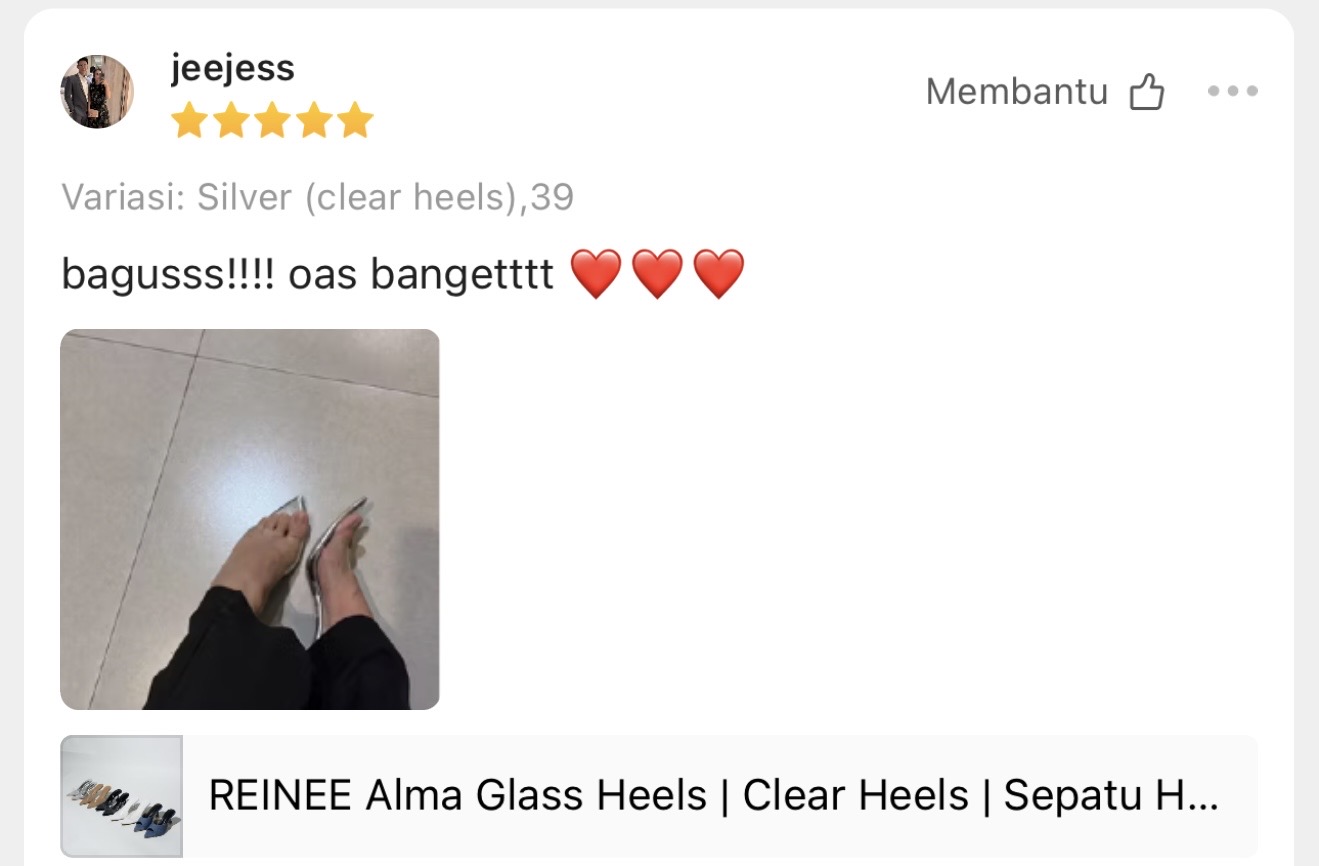 jeejess
Membantu
Variasi: Silver (clear heels),39
bagusss!!!! oas bangetttt ❤️❤️❤️
REINEE Alma Glass Heels | Clear Heels | Sepatu H...